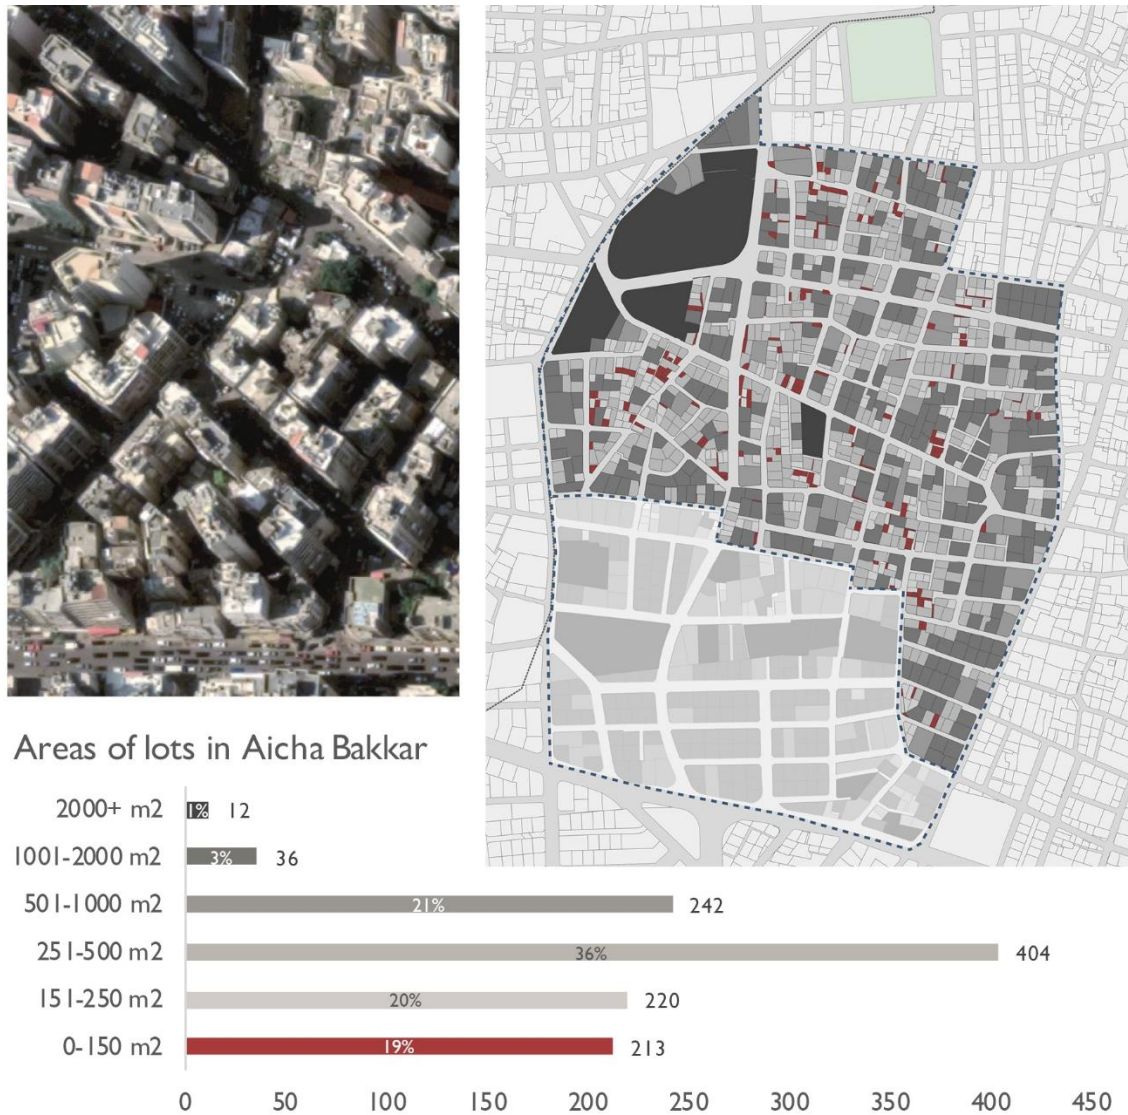 Areas of lots in Aicha Bakkar
2000+ m2 1% 12
1001-2000 m2 3% 36
501-1000 m2 21% 242
251-500 m2 36% 404
151-250 m2 20% 220
0-150 m2 19% 213
0 50 100 150 200 250 300 350 400 450